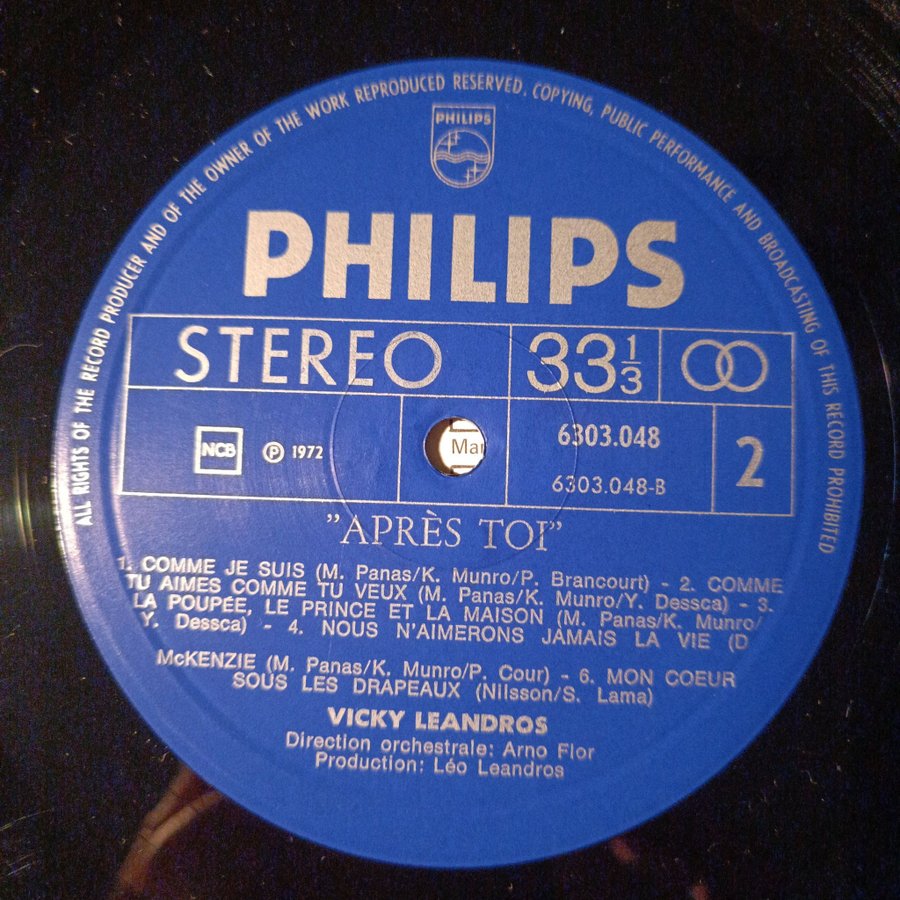 ALL RIGHTS OF THE RECORD PRODUCER AND OF THE OWNER OF THE WORK REPRODUCED RESERVED. COPYING, PUBLIC PERFORMANCE AND BROADCASTING OF THIS RECORD PROHIBITED
PHILIPS
PHILIPS
STEREO 33 1/3
NCB ℗ 1972 6303.048
6303.048-B 2
Mar
"APRÈS TOI"
1. COMME JE SUIS (M. Panas/K. Munro/P. Brancourt) - 2. COMME
TU AIMES COMME TU VEUX (M. Panas/K. Munro/Y. Dessca) - 3.
LA POUPÉE, LE PRINCE ET LA MAISON (M. Panas/K. Munro/
Y. Dessca) - 4. NOUS N'AIMERONS JAMAIS LA VIE (D
McKENZIE (M. Panas/K. Munro/P. Cour) - 6. MON COEUR
SOUS LES DRAPEAUX (Nilsson/S. Lama)
VICKY LEANDROS
Direction orchestrale: Arno Flor
Production: Léo Leandros